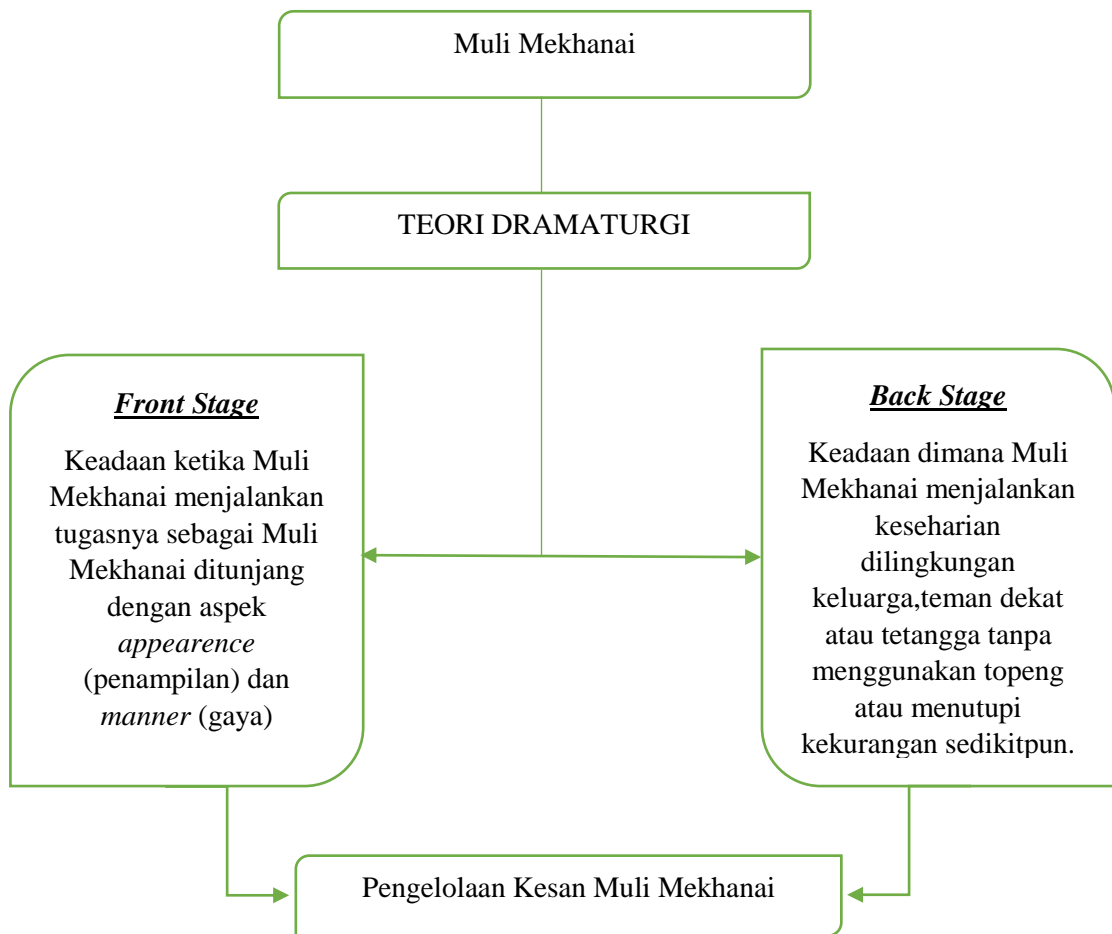 Muli Mekhanai
TEORI DRAMATURGI
Front Stage
Keadaan ketika Muli
Mekhanai menjalankan
tugasnya sebagai Muli
Mekhanai ditunjang
dengan aspek
appearence
(penampilan) dan
manner (gaya)
Back Stage
Keadaan dimana Muli
Mekhanai menjalankan
keseharian
dilingkungan
keluarga,teman dekat
atau tetangga tanpa
menggunakan topeng
atau menutupi
kekurangan sedikitpun.
Pengelolaan Kesan Muli Mekhanai